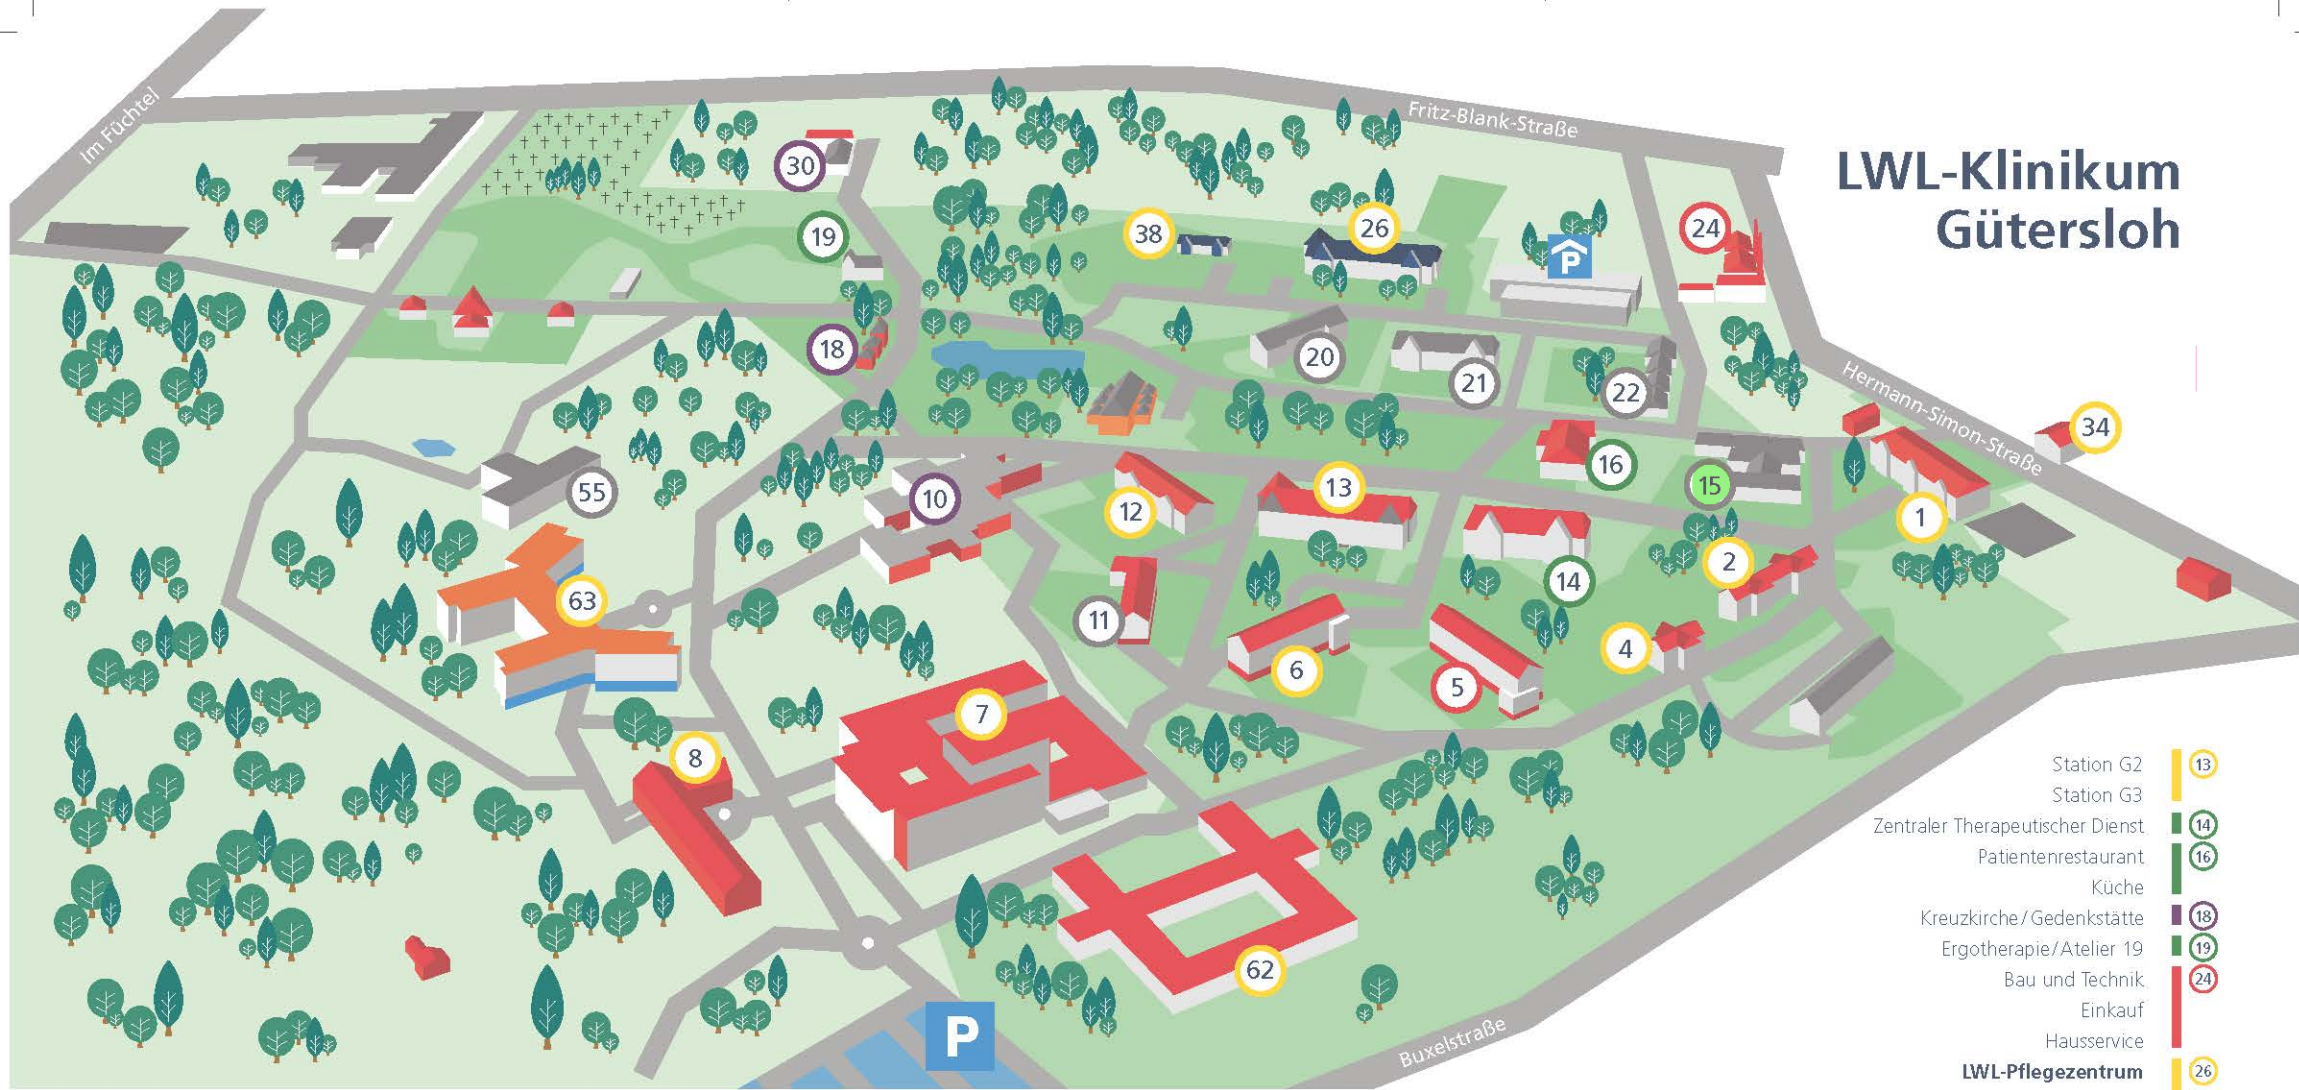 Im Füchtel
Fritz-Blank-Straße
LWL-Klinikum
Gütersloh
30
19
38
26
P
24
18
20
21
22
Hermann-Simon-Straße
34
55
10
12
13
16
15
1
63
11
14
2
6
5
4
7
8
62
P
Buxelstraße
Station G2 13
Station G3
Zentraler Therapeutischer Dienst 14
Patientenrestaurant 16
Küche
Kreuzkirche/Gedenkstätte 18
Ergotherapie/Atelier 19 19
Bau und Technik 24
Einkauf
Hausservice
LWL-Pflegezentrum 26